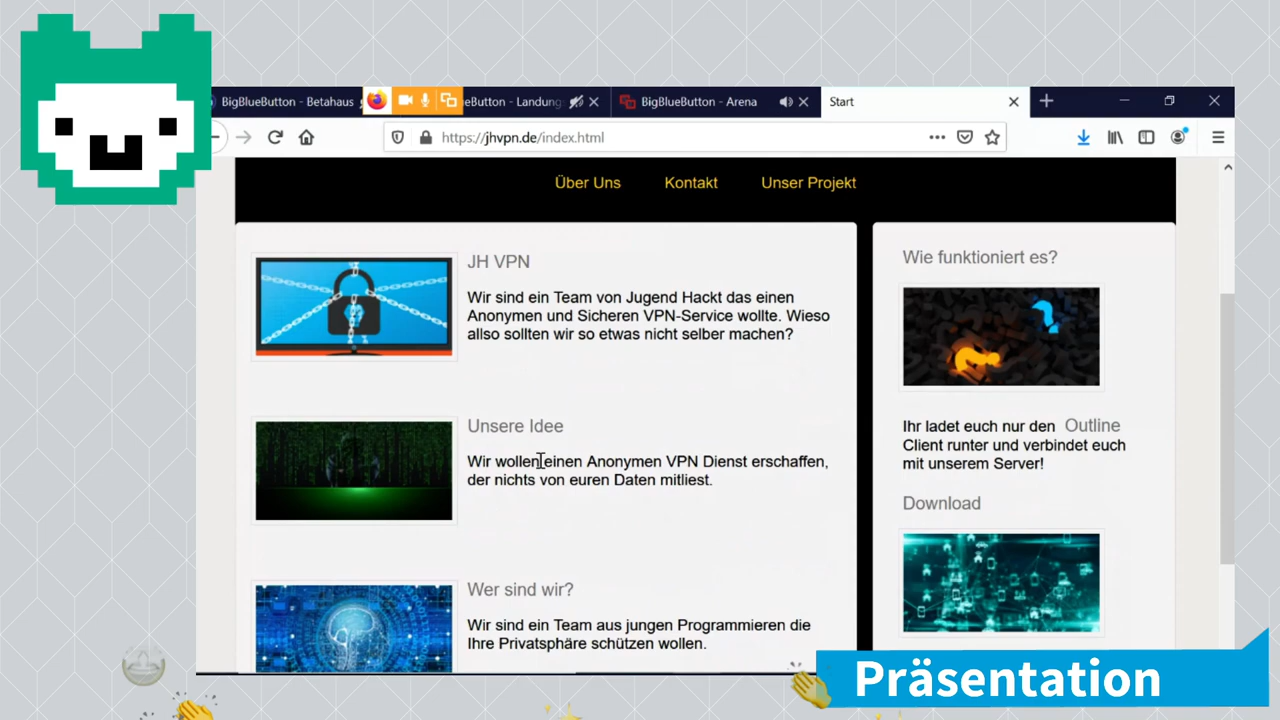 BigBlueButton - Betahaus
eButton - Landung
BigBlueButton - Arena
Start
https://jhvpn.de/index.html
Über Uns
Kontakt
Unser Projekt
JH VPN
Wir sind ein Team von Jugend Hackt das einen
Anonymen und Sicheren VPN-Service wollte. Wieso
allso sollten wir so etwas nicht selber machen?
Unsere Idee
Wir wollen einen Anonymen VPN Dienst erschaffen,
der nichts von euren Daten mitliest.
Wer sind wir?
Wir sind ein Team aus jungen Programmieren die
Ihre Privatsphäre schützen wollen.
Wie funktioniert es?
Ihr ladet euch nur den Outline
Client runter und verbindet euch
mit unserem Server!
Download
Präsentation